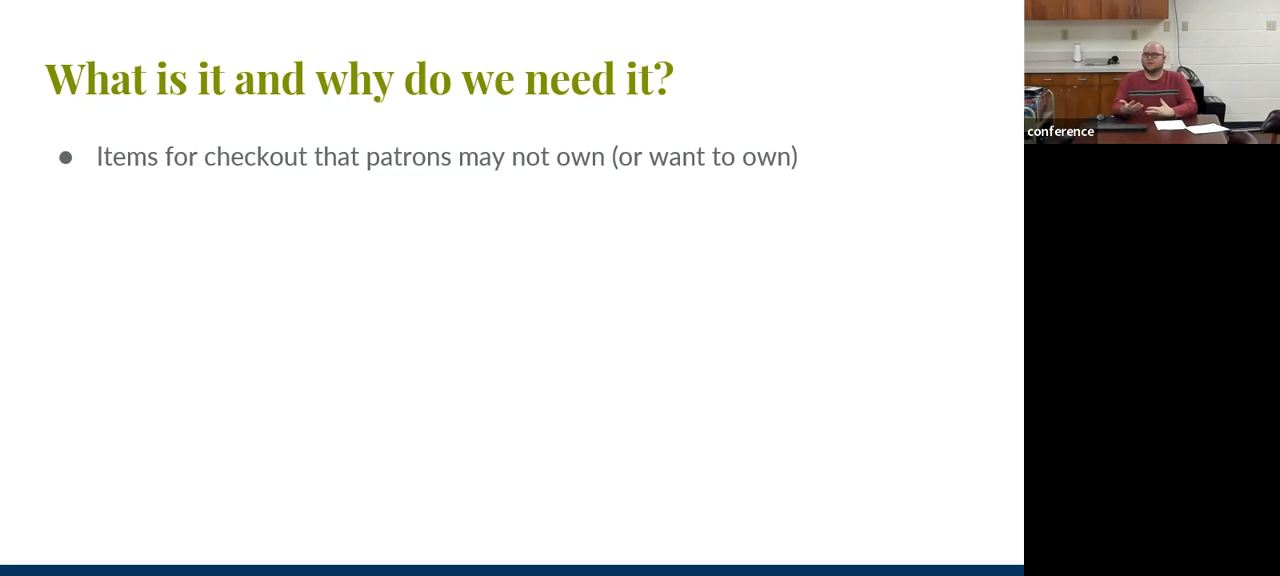 What is it and why do we need it?
● Items for checkout that patrons may not own (or want to own)
conference